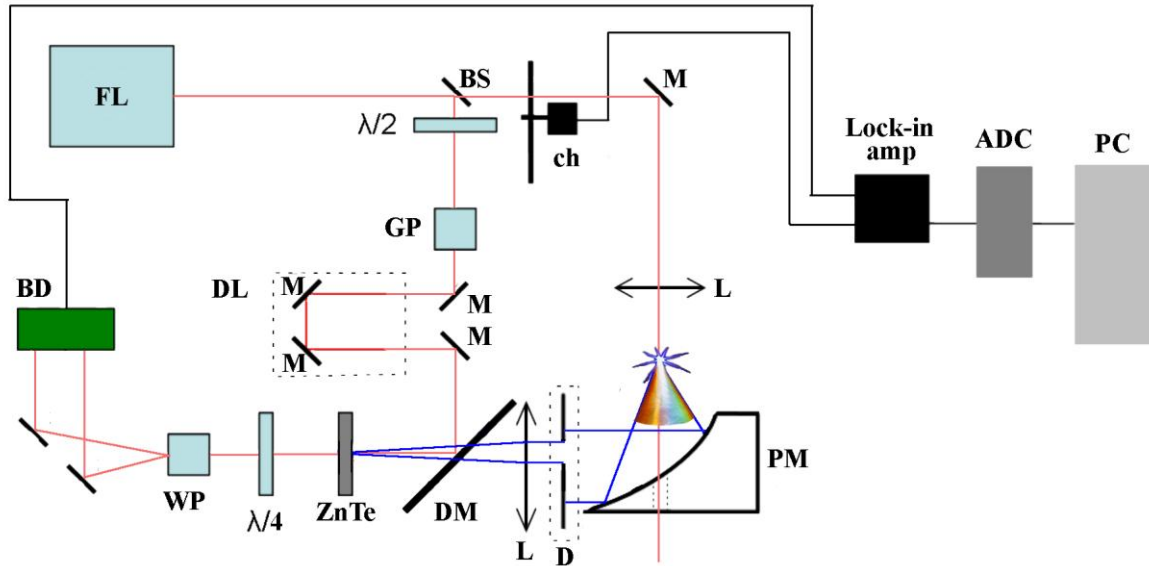 FL
BS
M
λ/2
ch
Lock-in
amp
ADC
PC
GP
DL
M
M
L
BD
M
M
PM
WP
λ/4
ZnTe
DM
L
D